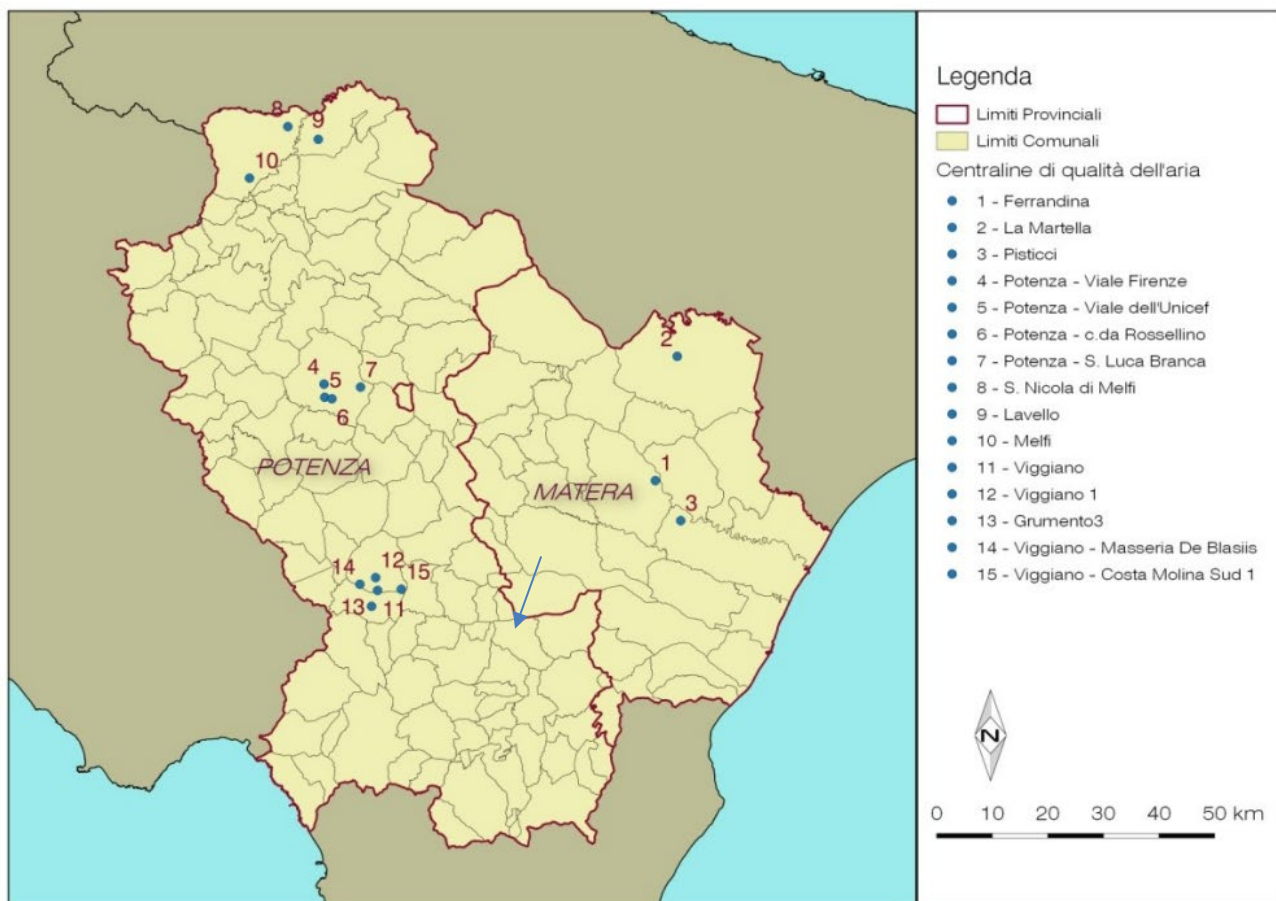 8
9
10
2
4
5
7
6
POTENZA
1
MATERA
3
12
14
15
13
11
Legenda
Limiti Provinciali
Limiti Comunali
Centraline di qualità dell'aria
1 - Ferrandina
2 - La Martella
3 - Pisticci
4 - Potenza - Viale Firenze
5 - Potenza - Viale dell'Unicef
6 - Potenza - c.da Rossellino
7 - Potenza - S. Luca Branca
8 - S. Nicola di Melfi
9 - Lavello
10 - Melfi
11 - Viggiano
12 - Viggiano 1
13 - Grumento3
14 - Viggiano - Masseria De Blasiis
15 - Viggiano - Costa Molina Sud 1
N
0 10 20 30 40 50 km